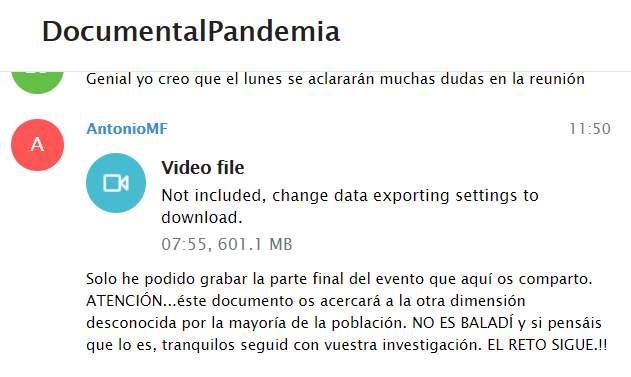 DocumentalPandemia
Genial yo creo que el lunes se aclararán muchas dudas en la reunión
A
AntonioMF
11:50
Video file
Not included, change data exporting settings to
download.
07:55, 601.1 MB
Solo he podido grabar la parte final del evento que aquí os comparto.
ATENCIÓN...éste documento os acercará a la otra dimensión
desconocida por la mayoría de la población. NO ES BALADÍ y si pensáis
que lo es, tranquilos seguid con vuestra investigación. EL RETO SIGUE.!!